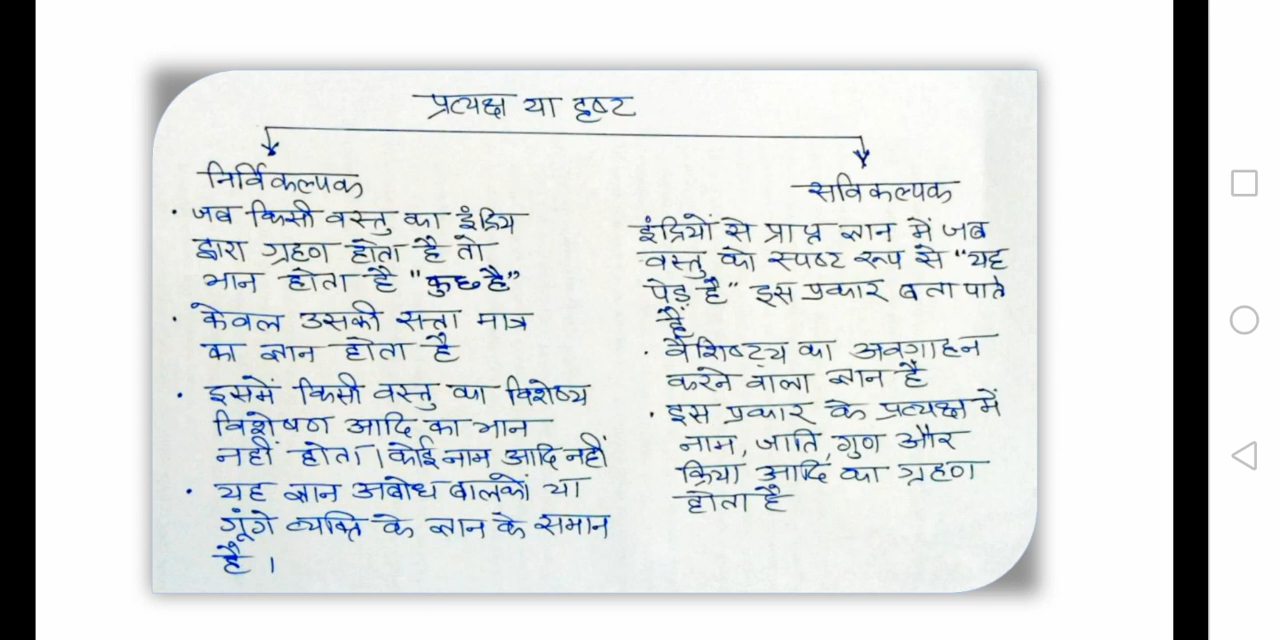 प्रत्यक्ष या दृष्ट
निर्विकल्पक
• जब किसी वस्तु का इंद्रिय
द्वारा ग्रहण होता है तो
भान होता है "कुछ है"
• केवल उसकी सत्ता मात्र
का ज्ञान होता है
• इसमें किसी वस्तु का विशेष्य
विशेषण आदि का भान
नहीं होता। कोई नाम आदि नहीं
• यह ज्ञान अबोध बालकों या
गूंगे व्यक्ति के ज्ञान के समान
है।
सविकल्पक
इंद्रियों से प्राप्त ज्ञान में जब
वस्तु को स्पष्ट रूप से "यह
पेड़ है" इस प्रकार बता पाते
हैं
• वैशिष्ट्य का अवगाहन
करने वाला ज्ञान है
• इस प्रकार के प्रत्यक्ष में
नाम, जाति, गुण और
क्रिया आदि का ग्रहण
होता है